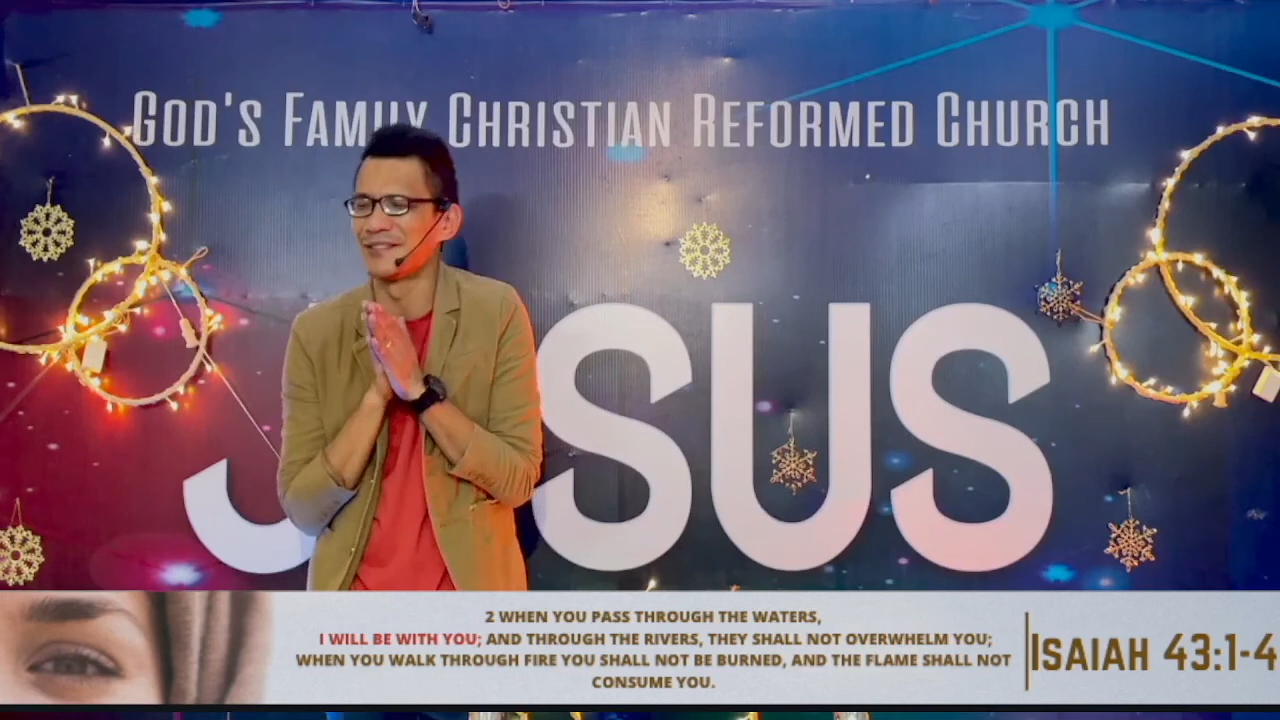 God's Family Christian Reformed Church
JESUS
2 WHEN YOU PASS THROUGH THE WATERS,
I WILL BE WITH YOU; AND THROUGH THE RIVERS, THEY SHALL NOT OVERWHELM YOU;
WHEN YOU WALK THROUGH FIRE YOU SHALL NOT BE BURNED, AND THE FLAME SHALL NOT
CONSUME YOU.
ISAIAH 43:1-4